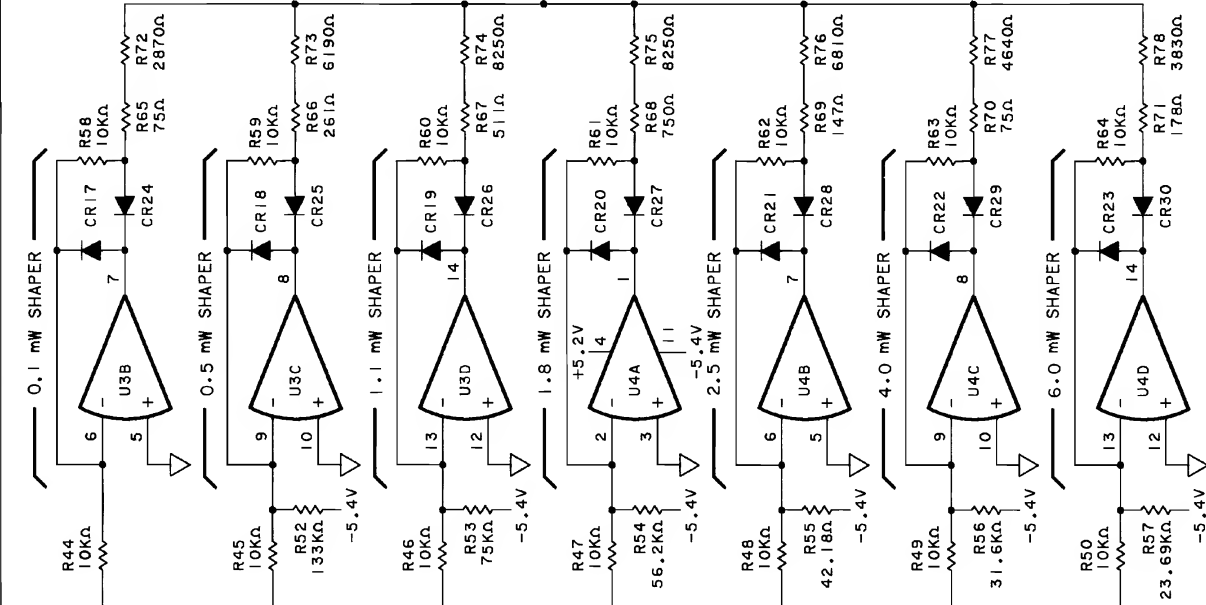 R72
2870Ω
R65
75Ω
R58
10KΩ
0.1 mW SHAPER
CR17
CR24
7
U3B
-
+
6
5
R44
10KΩ
R73
6190Ω
R66
261Ω
R59
10KΩ
0.5 mW SHAPER
CR18
CR25
8
U3C
-
+
9
10
R45
10KΩ
R52
133KΩ
-5.4V
R74
8250Ω
R67
511Ω
R60
10KΩ
1.1 mW SHAPER
CR19
CR26
14
U3D
-
+
13
12
R46
10KΩ
R53
75KΩ
-5.4V
R75
8250Ω
R68
750Ω
R61
10KΩ
1.8 mW SHAPER
CR20
CR27
1
+5.2V
4
11
-5.4V
U4A
-
+
2
3
R47
10KΩ
R54
56.2KΩ
-5.4V
R76
6810Ω
R69
147Ω
R62
10KΩ
2.5 mW SHAPER
CR21
CR28
7
U4B
-
+
6
5
R48
10KΩ
R55
42.18Ω
-5.4V
R77
4640Ω
R70
75Ω
R63
10KΩ
4.0 mW SHAPER
CR22
CR29
8
U4C
-
+
9
10
R49
10KΩ
R56
31.6KΩ
-5.4V
R78
3830Ω
R71
178Ω
R64
10KΩ
6.0 mW SHAPER
CR23
CR30
14
U4D
-
+
13
12
R50
10KΩ
R57
23.69KΩ
-5.4V